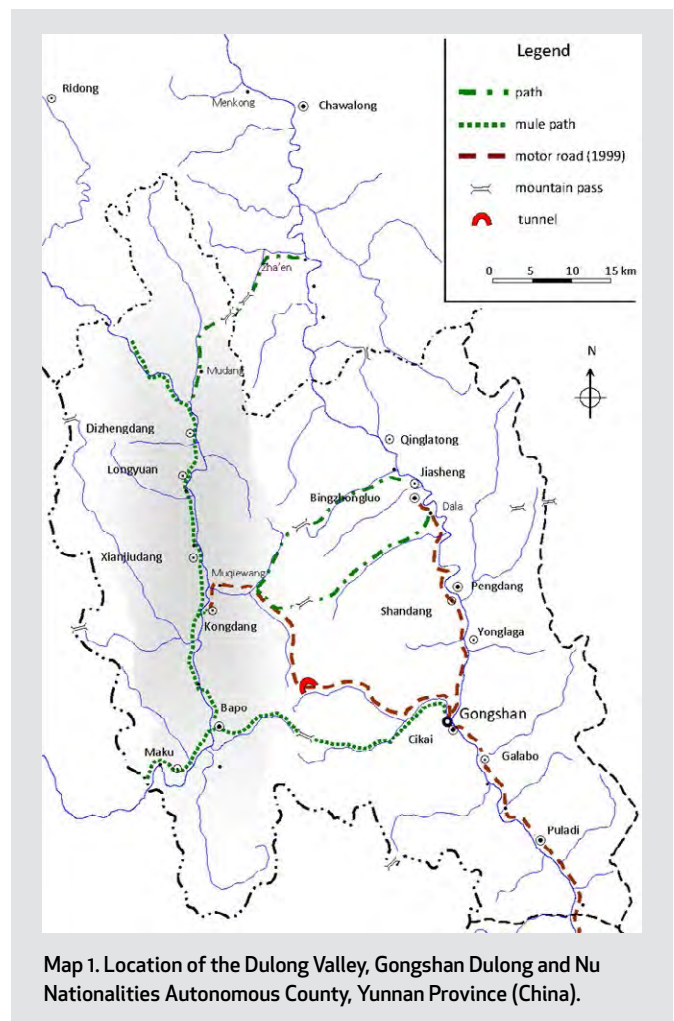 Legend
path
mule path
motor road (1999)
mountain pass
tunnel
0 5 10 15 km
N
Ridong
Menkong
Chawalong
Zha'en
Mudang
Dizhengdang
Qinglatong
Longyuan
Jiasheng
Bingzhongluo
Dala
Xianjiudang
Muqiewang
Pengdang
Shandang
Kongdang
Yonglaga
Bapo
Gongshan
Cikai
Maku
Galabo
Puladi
Map 1. Location of the Dulong Valley, Gongshan Dulong and Nu
Nationalities Autonomous County, Yunnan Province (China).